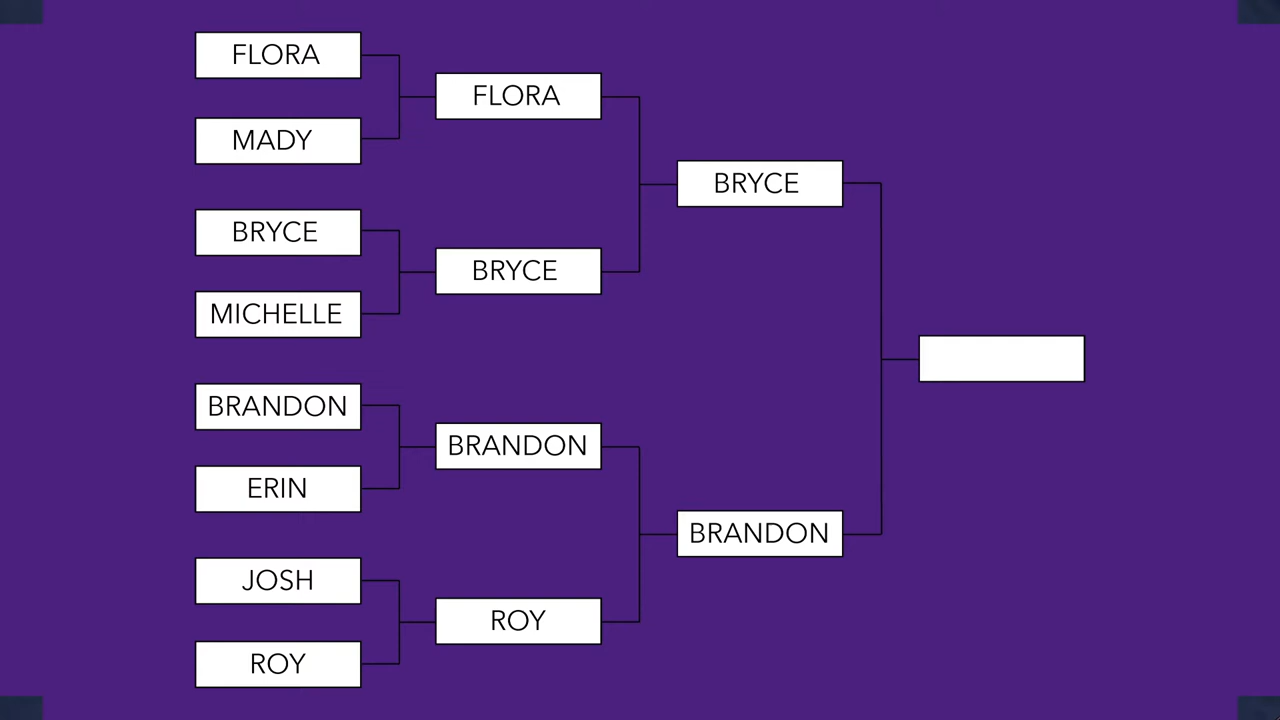 FLORA
MADY
BRYCE
MICHELLE
BRANDON
ERIN
JOSH
ROY
FLORA
BRYCE
BRANDON
ROY
BRYCE
BRANDON